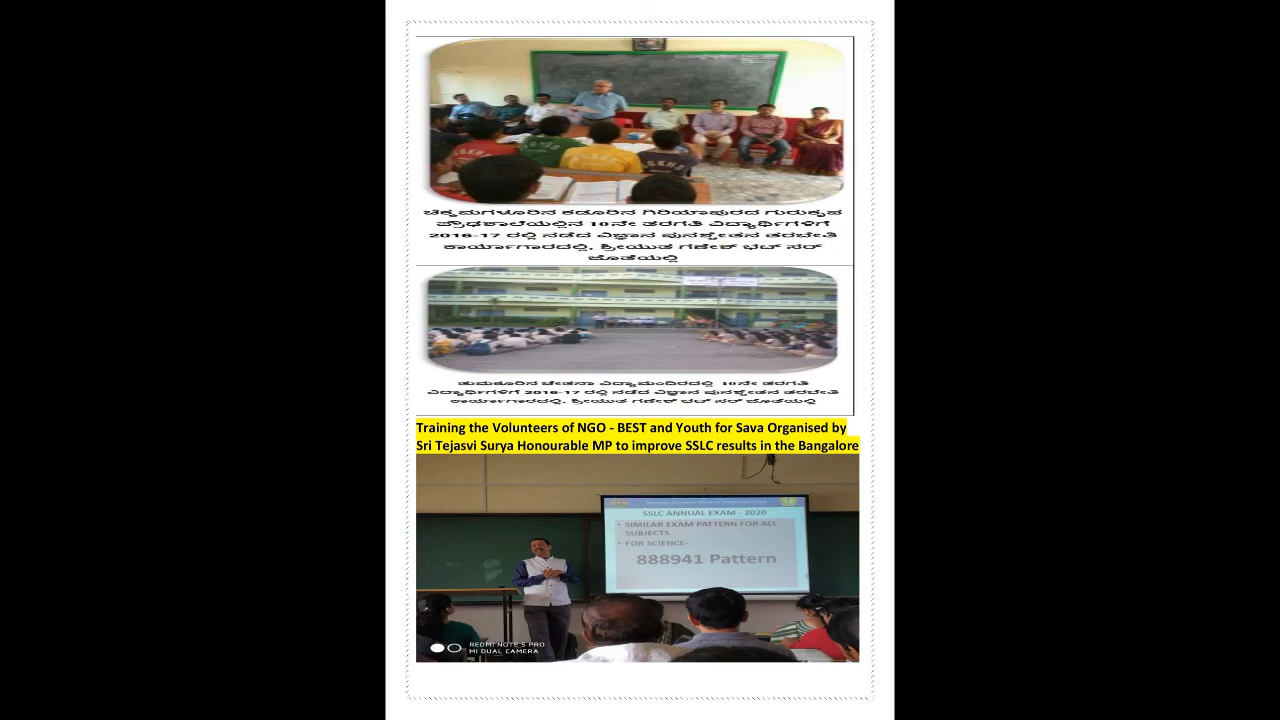 ಚಿಕ್ಕಮಗಳೂರಿನ ಕಡೂರಿನ ಗಿರಿಯಾಪುರದ ಗುರುಕೃಪ
ಪ್ರೌಢಶಾಲೆಯಲ್ಲಿನ 10ನೇ ತರಗತಿ ವಿದ್ಯಾರ್ಥಿಗಳಿಗೆ
2016-17 ರಲ್ಲಿ ನಡೆದ ವಿಜ್ಞಾನ ಪುನಶ್ಚೇತನ ತರಬೇತಿ
ಕಾರ್ಯಾಗಾರದಲ್ಲಿ, ಶ್ರೀಯುತ ಗಣೇಶ್ ಭಟ್ ಸರ್
ಜೊತೆಯಲ್ಲಿ
ತುಮಕೂರಿನ ಚೇತನಾ ವಿದ್ಯಾಮಂದಿರದಲ್ಲಿ 10ನೇ ತರಗತಿ
ವಿದ್ಯಾರ್ಥಿಗಳಿಗೆ 2016-17 ರಲ್ಲಿ ನಡೆದ ವಿಜ್ಞಾನ ಪುನಶ್ಚೇತನ ತರಬೇತಿ
ಕಾರ್ಯಾಗಾರದಲ್ಲಿ, ಶ್ರೀಯುತ ಗಣೇಶ್ ಭಟ್ ಸರ್ ಜೊತೆಯಲ್ಲಿ
Training the Volunteers of NGO - BEST and Youth for Sava Organised by
Sri Tejasvi Surya Honourable MP to improve SSLC results in the Bangalore
SSLC ANNUAL EXAM - 2020
• SIMILAR EXAM PATTERN FOR ALL
SUBJECTS
• FOR SCIENCE-
888941 Pattern
REDMI NOTE 5 PRO
MI DUAL CAMERA